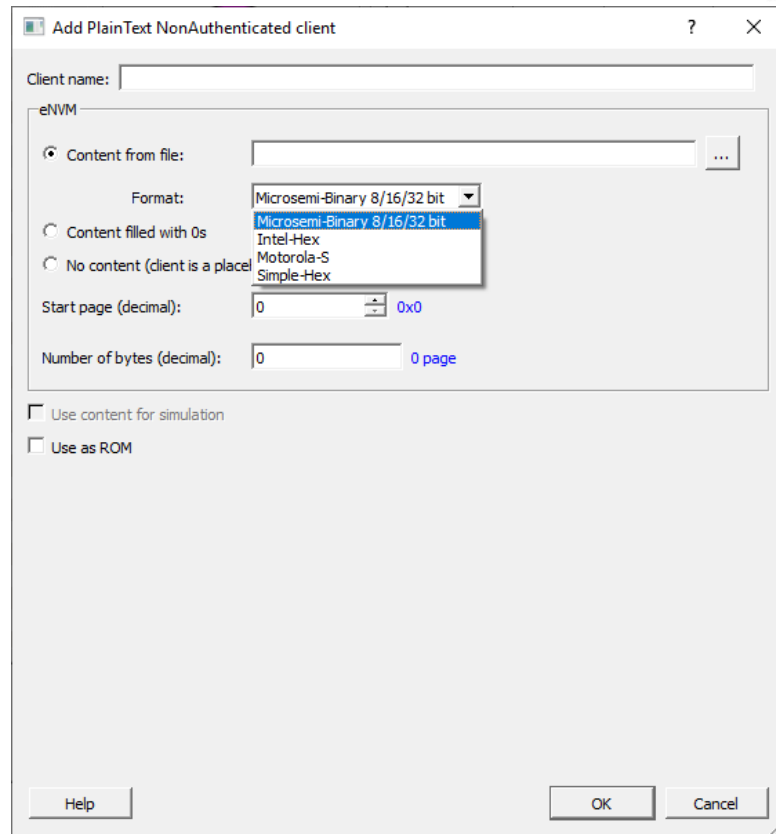 Add PlainText NonAuthenticated client ? X
Client name:
eNVM
Content from file: ...
Format: Microsemi-Binary 8/16/32 bit
Microsemi-Binary 8/16/32 bit
Content filled with 0s
Intel-Hex
Motorola-S
No content (client is a placel
Simple-Hex
Start page (decimal): 0 0x0
Number of bytes (decimal): 0 0 page
Use content for simulation
Use as ROM
Help OK Cancel